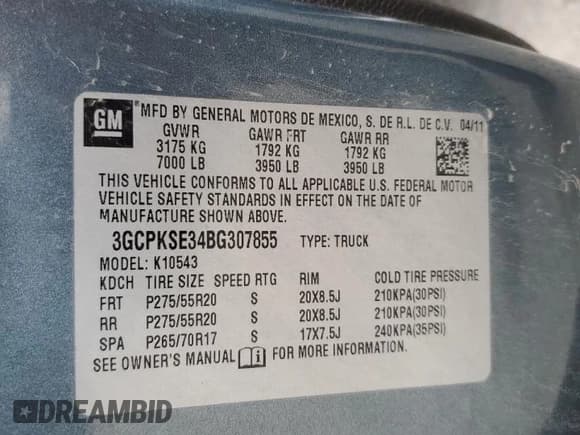 GM
MFD BY GENERAL MOTORS DE MEXICO, S. DE R.L. DE C.V. 04/11
GVWR GAWR FRT GAWR RR
3175 KG 1792 KG 1792 KG
7000 LB 3950 LB 3950 LB
THIS VEHICLE CONFORMS TO ALL APPLICABLE U.S. FEDERAL MOTOR
VEHICLE SAFETY STANDARDS IN EFFECT ON THE DATE OF
MANUFACTURE SHOWN ABOVE.
3GCPKSE34BG307855 TYPE: TRUCK
MODEL: K10543
KDCH TIRE SIZE SPEED RTG RIM COLD TIRE PRESSURE
FRT P275/55R20 S 20X8.5J 210KPA(30PSI)
RR P275/55R20 S 20X8.5J 210KPA(30PSI)
SPA P265/70R17 S 17X7.5J 240KPA(35PSI)
SEE OWNER'S MANUAL FOR MORE INFORMATION.
DREAMBID